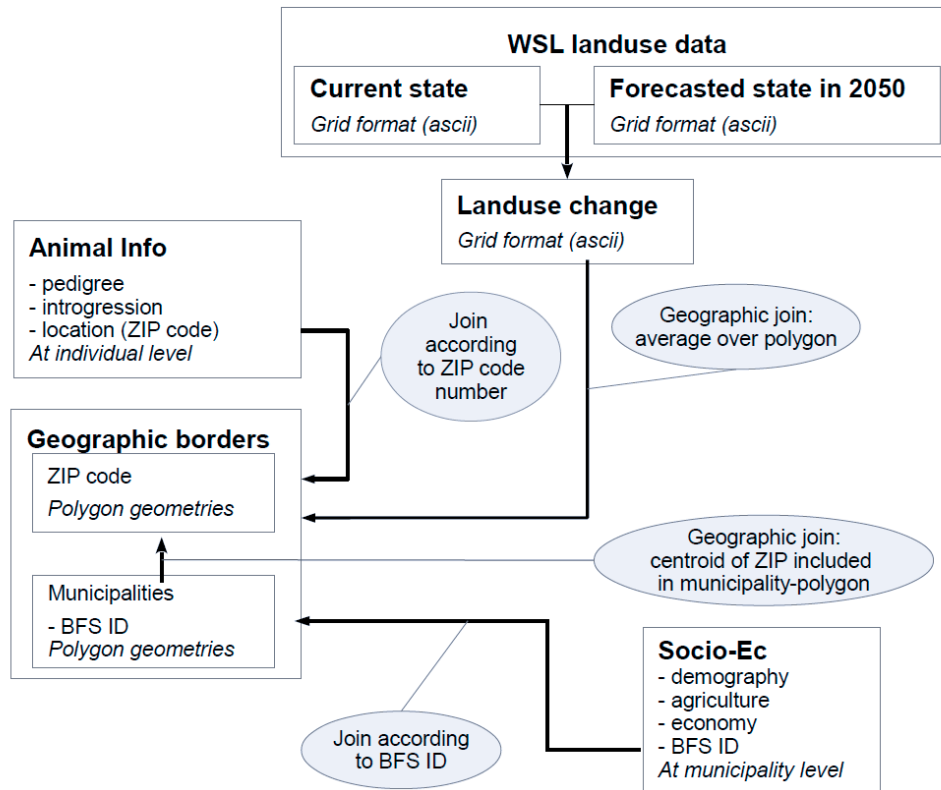 WSL landuse data
Current state
Grid format (ascii)
Forecasted state in 2050
Grid format (ascii)
Landuse change
Grid format (ascii)
Animal Info
- pedigree
- introgression
- location (ZIP code)
At individual level
Join
according
to ZIP code
number
Geographic join:
average over polygon
Geographic borders
ZIP code
Polygon geometries
Geographic join:
centroid of ZIP included
in municipality-polygon
Municipalities
- BFS ID
Polygon geometries
Join according
to BFS ID
Socio-Ec
- demography
- agriculture
- economy
- BFS ID
At municipality level